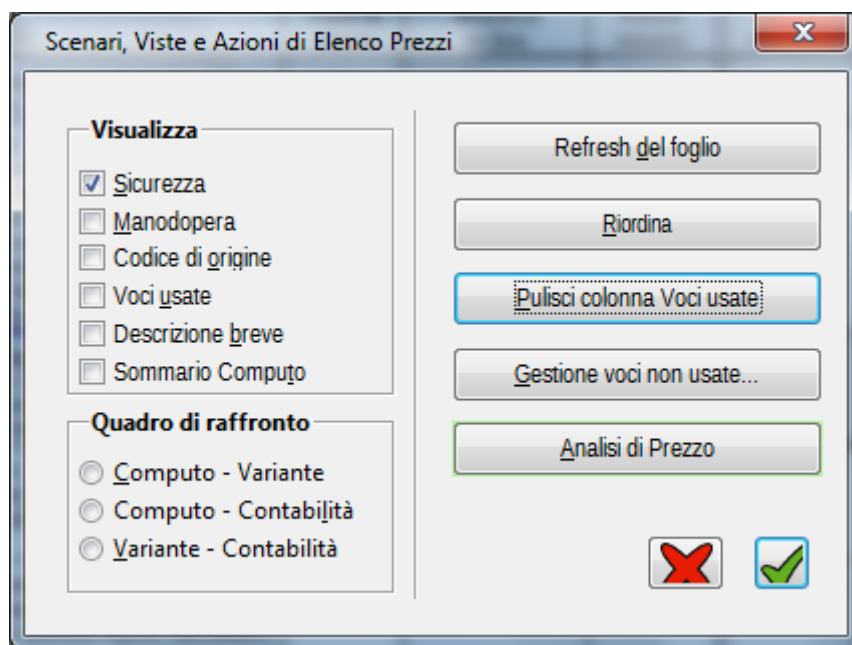 Scenari, Viste e Azioni di Elenco Prezzi
Visualizza
Sicurezza
Manodopera
Codice di origine
Voci usate
Descrizione breve
Sommario Computo
Quadro di raffronto
Computo - Variante
Computo - Contabilità
Variante - Contabilità
Refresh del foglio
Riordina
Pulisci colonna Voci usate
Gestione voci non usate...
Analisi di Prezzo